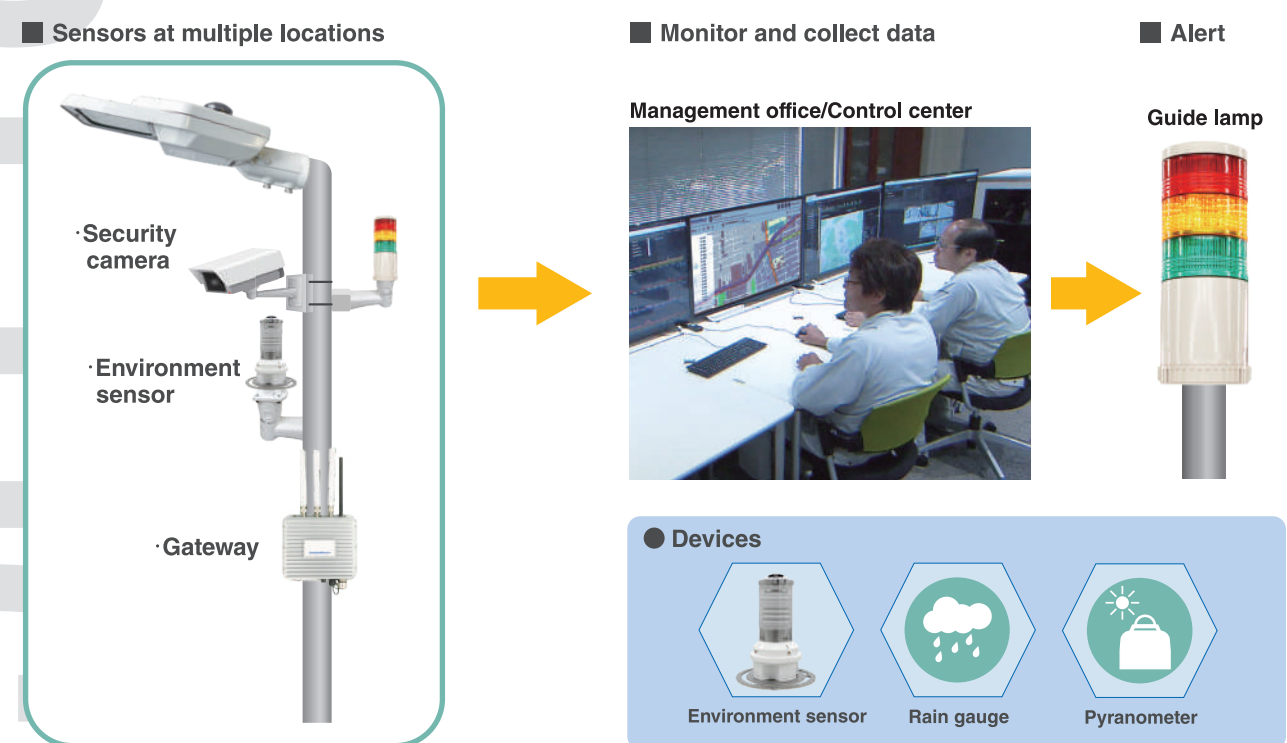 ■ Sensors at multiple locations
·Security
camera
·Environment
sensor
·Gateway
■ Monitor and collect data
Management office/Control center
■ Alert
Guide lamp
● Devices
Environment sensor
Rain gauge
Pyranometer